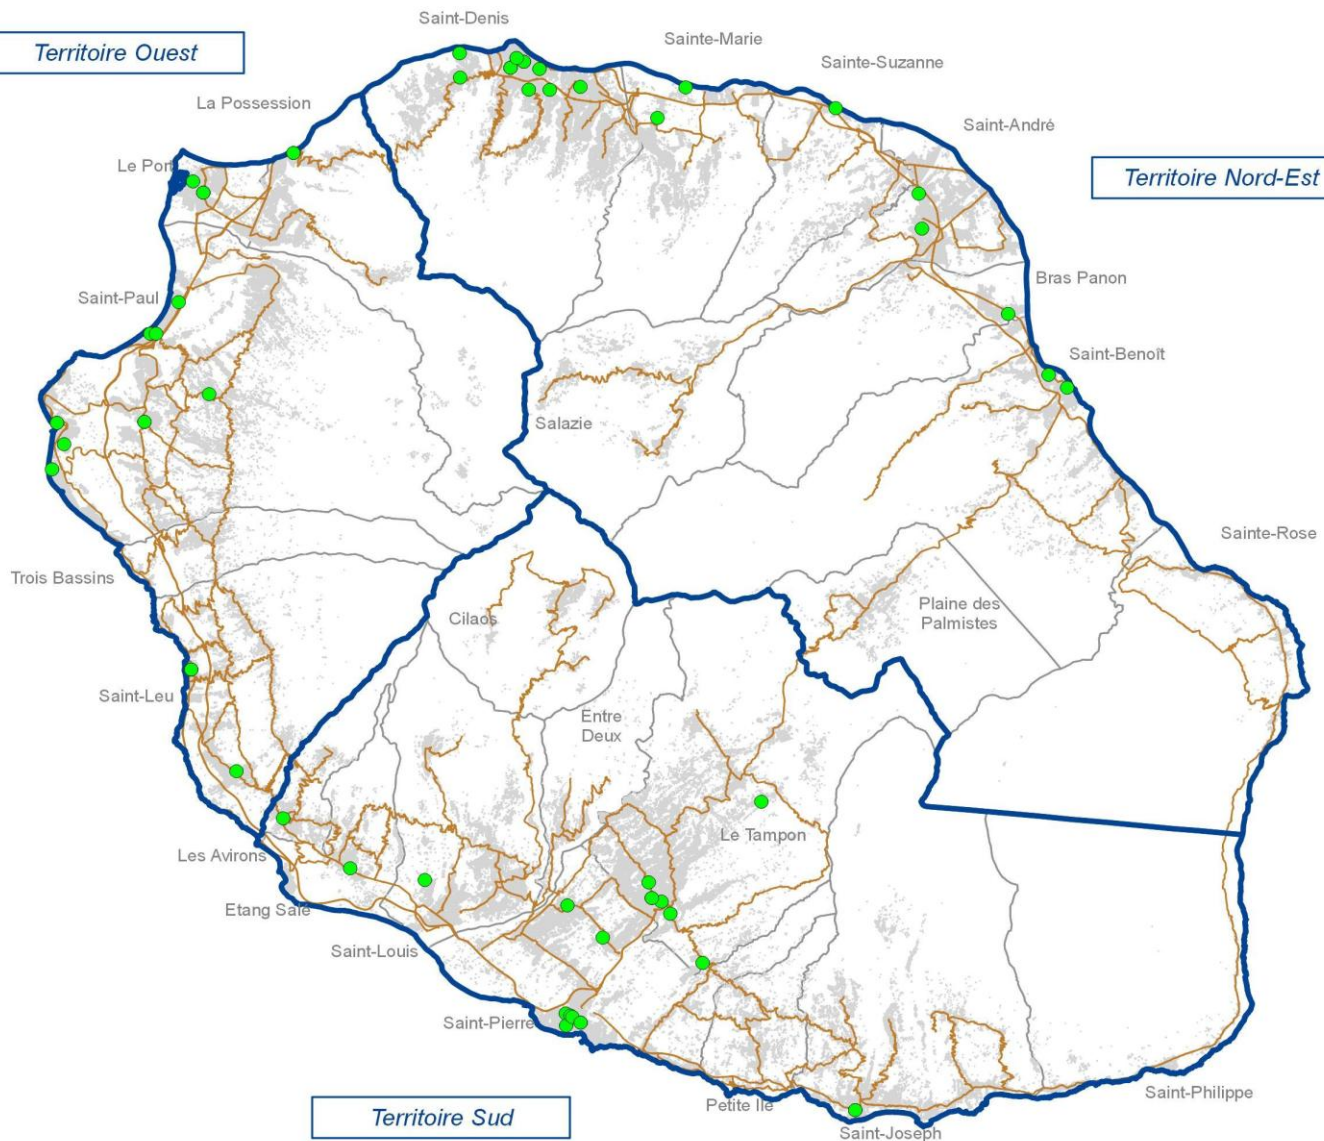 Saint-Denis
Territoire Ouest
Sainte-Marie
Sainte-Suzanne
La Possession
Saint-André
Le Port
Territoire Nord-Est
Bras Panon
Saint-Paul
Saint-Benoît
Salazie
Sainte-Rose
Trois Bassins
Plaine des
Palmistes
Cilaos
Saint-Leu
Entre
Deux
Le Tampon
Les Avirons
Etang Salé
Saint-Louis
Saint-Pierre
Saint-Philippe
Petite Ile
Territoire Sud
Saint-Joseph